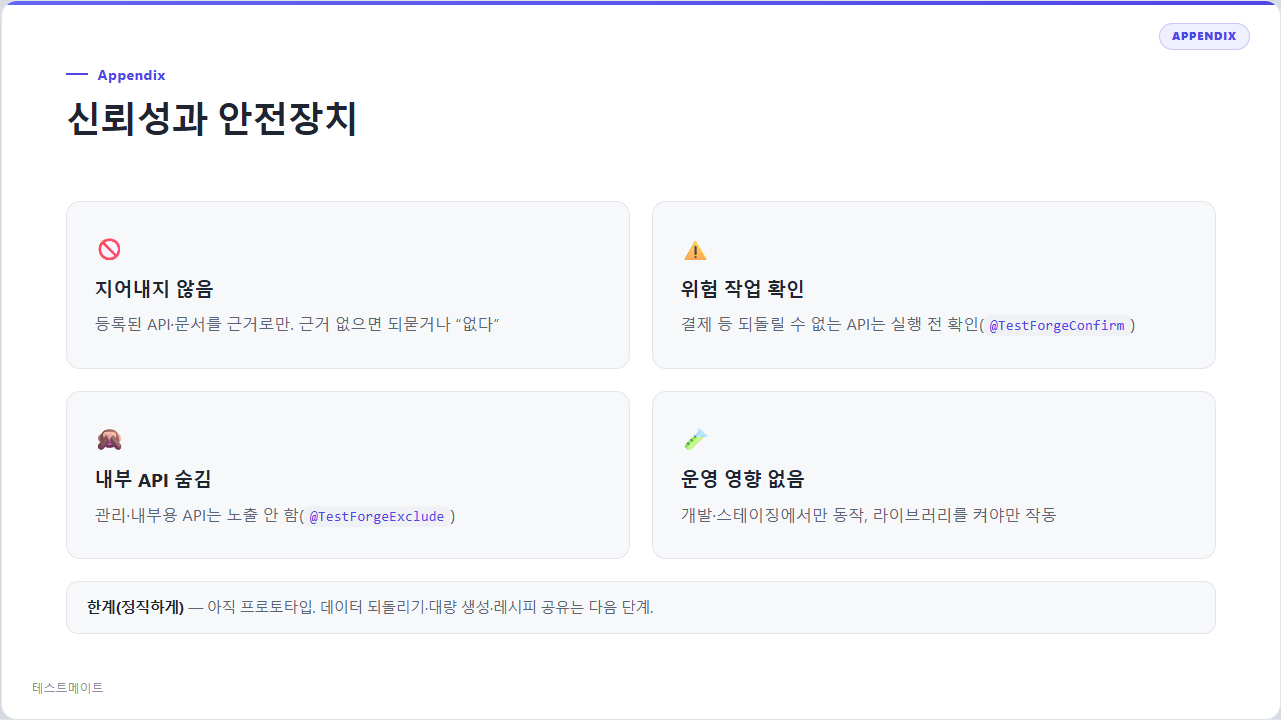 APPENDIX
Appendix
신뢰성과 안전장치
지어내지 않음
등록된 API·문서를 근거로만. 근거 없으면 되묻거나 “없다”
위험 작업 확인
결제 등 되돌릴 수 없는 API는 실행 전 확인( @TestForgeConfirm )
내부 API 숨김
관리·내부용 API는 노출 안 함( @TestForgeExclude )
운영 영향 없음
개발·스테이징에서만 동작, 라이브러리를 켜야만 작동
한계(정직하게) — 아직 프로토타입. 데이터 되돌리기·대량 생성·레시피 공유는 다음 단계.
테스트메이트